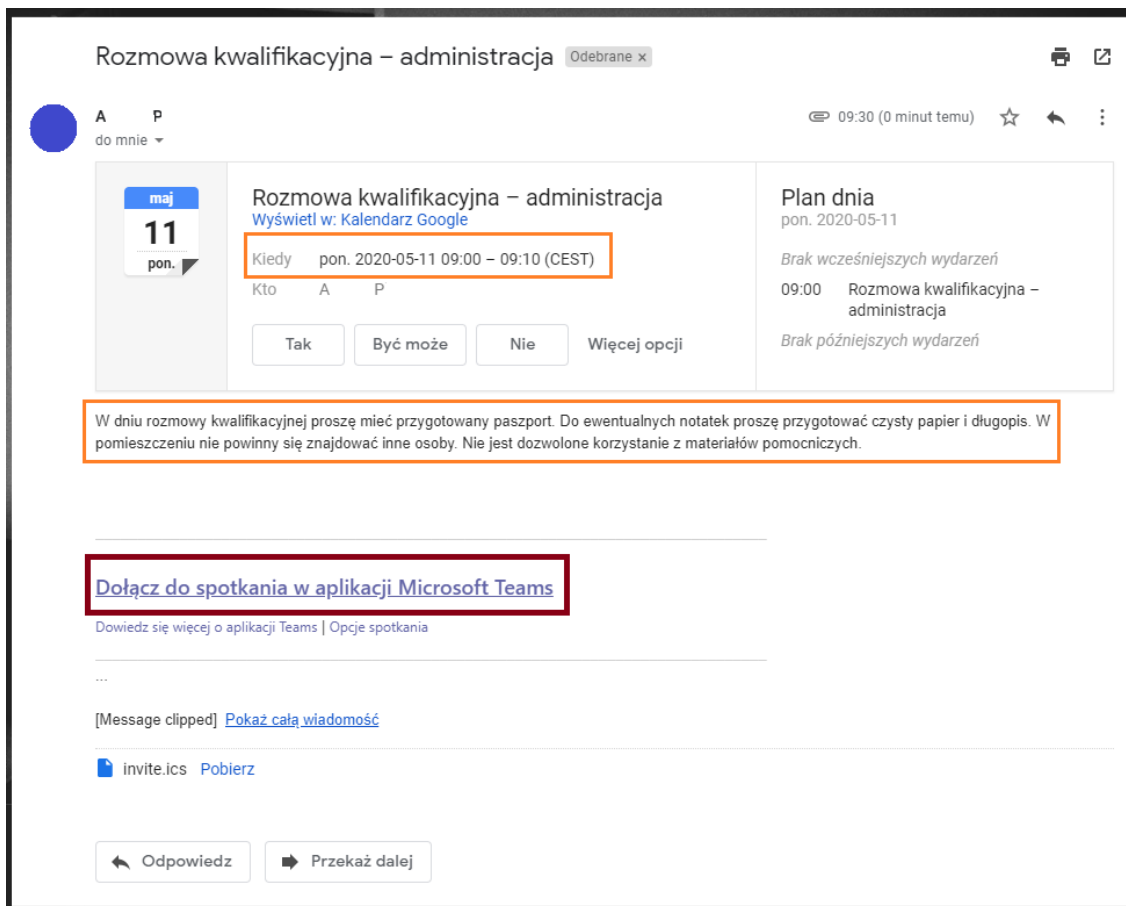 Rozmowa kwalifikacyjna – administracja Odebrane x
A P
09:30 (0 minut temu)
do mnie
maj
11
pon.
Rozmowa kwalifikacyjna – administracja
Wyświetl w: Kalendarz Google
Kiedy pon. 2020-05-11 09:00 – 09:10 (CEST)
Kto A P
Tak Być może Nie Więcej opcji
Plan dnia
pon. 2020-05-11
Brak wcześniejszych wydarzeń
09:00 Rozmowa kwalifikacyjna –
administracja
Brak późniejszych wydarzeń
W dniu rozmowy kwalifikacyjnej proszę mieć przygotowany paszport. Do ewentualnych notatek proszę przygotować czysty papier i długopis. W
pomieszczeniu nie powinny się znajdować inne osoby. Nie jest dozwolone korzystanie z materiałów pomocniczych.
Dołącz do spotkania w aplikacji Microsoft Teams
Dowiedz się więcej o aplikacji Teams | Opcje spotkania
...
[Message clipped] Pokaż całą wiadomość
invite.ics Pobierz
Odpowiedz Przekaż dalej